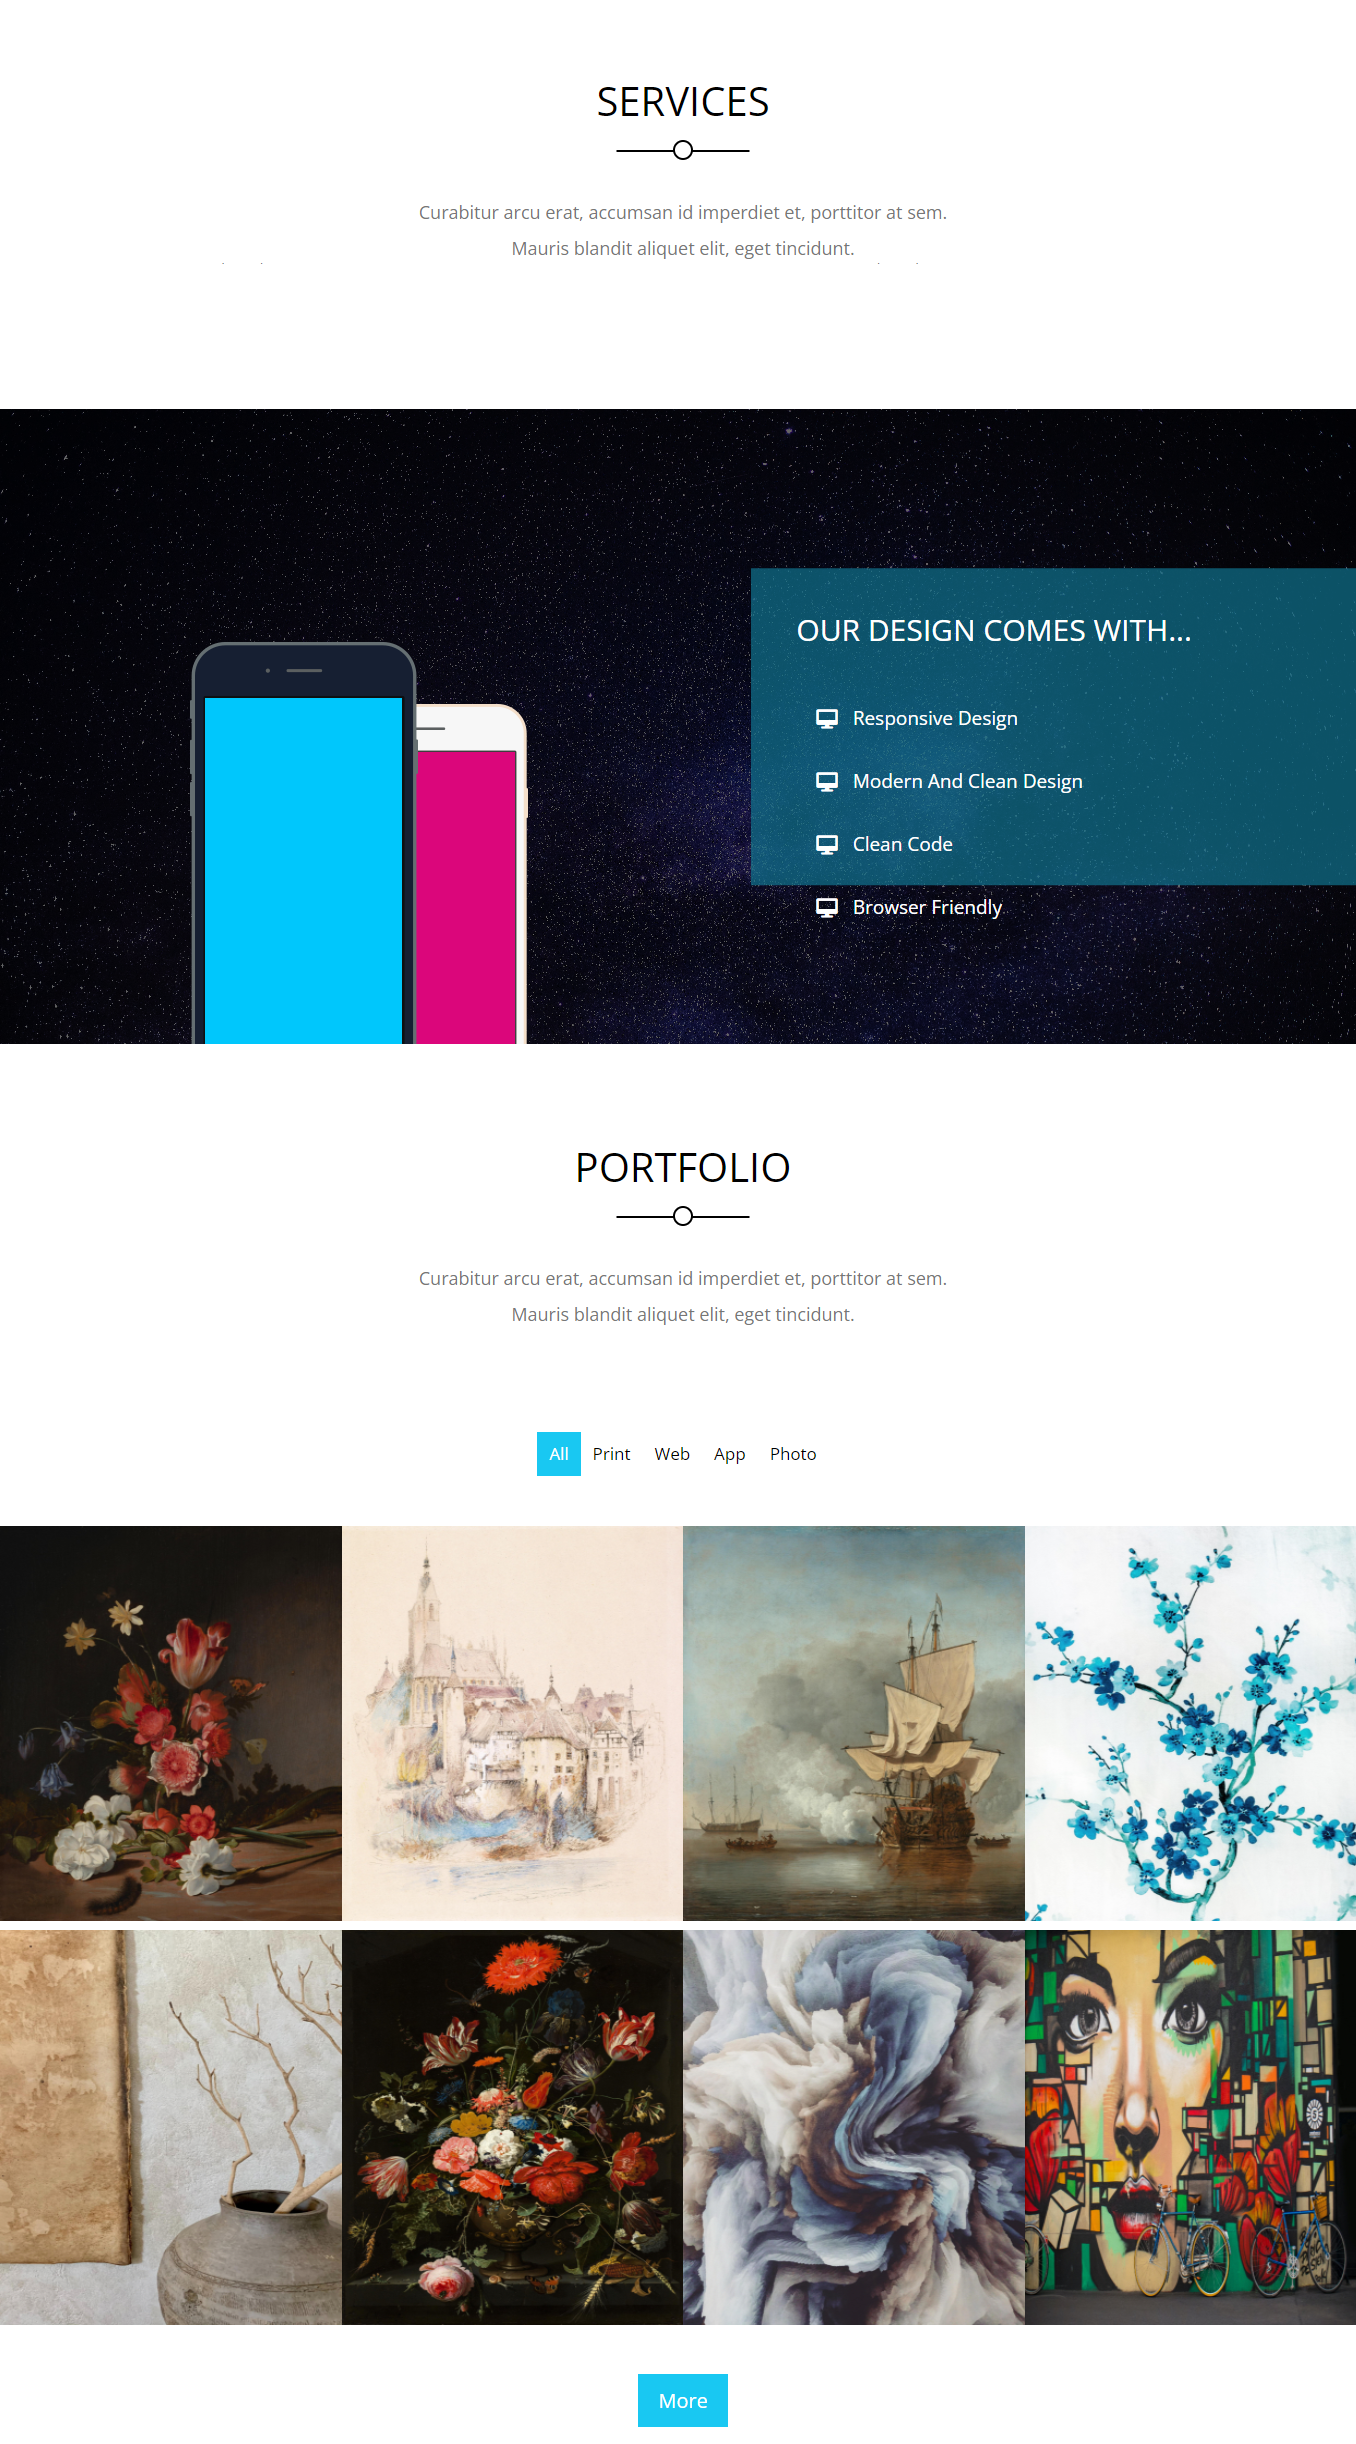 SERVICES
Curabitur arcu erat, accumsan id imperdiet et, porttitor at sem.
Mauris blandit aliquet elit, eget tincidunt.
OUR DESIGN COMES WITH...
Responsive Design
Modern And Clean Design
Clean Code
Browser Friendly
PORTFOLIO
Curabitur arcu erat, accumsan id imperdiet et, porttitor at sem.
Mauris blandit aliquet elit, eget tincidunt.
All Print Web App Photo
More